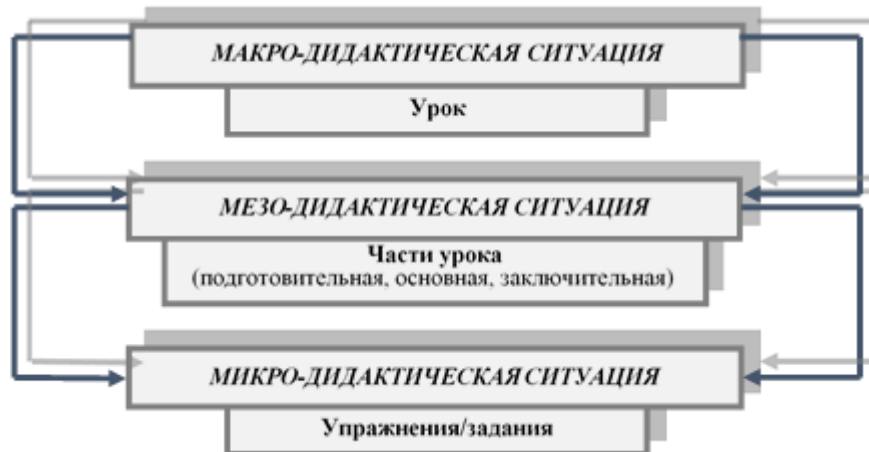 МАКРО-ДИДАКТИЧЕСКАЯ СИТУАЦИЯ
Урок
МЕЗО-ДИДАКТИЧЕСКАЯ СИТУАЦИЯ
Части урока
(подготовительная, основная, заключительная)
МИКРО-ДИДАКТИЧЕСКАЯ СИТУАЦИЯ
Упражнения/задания